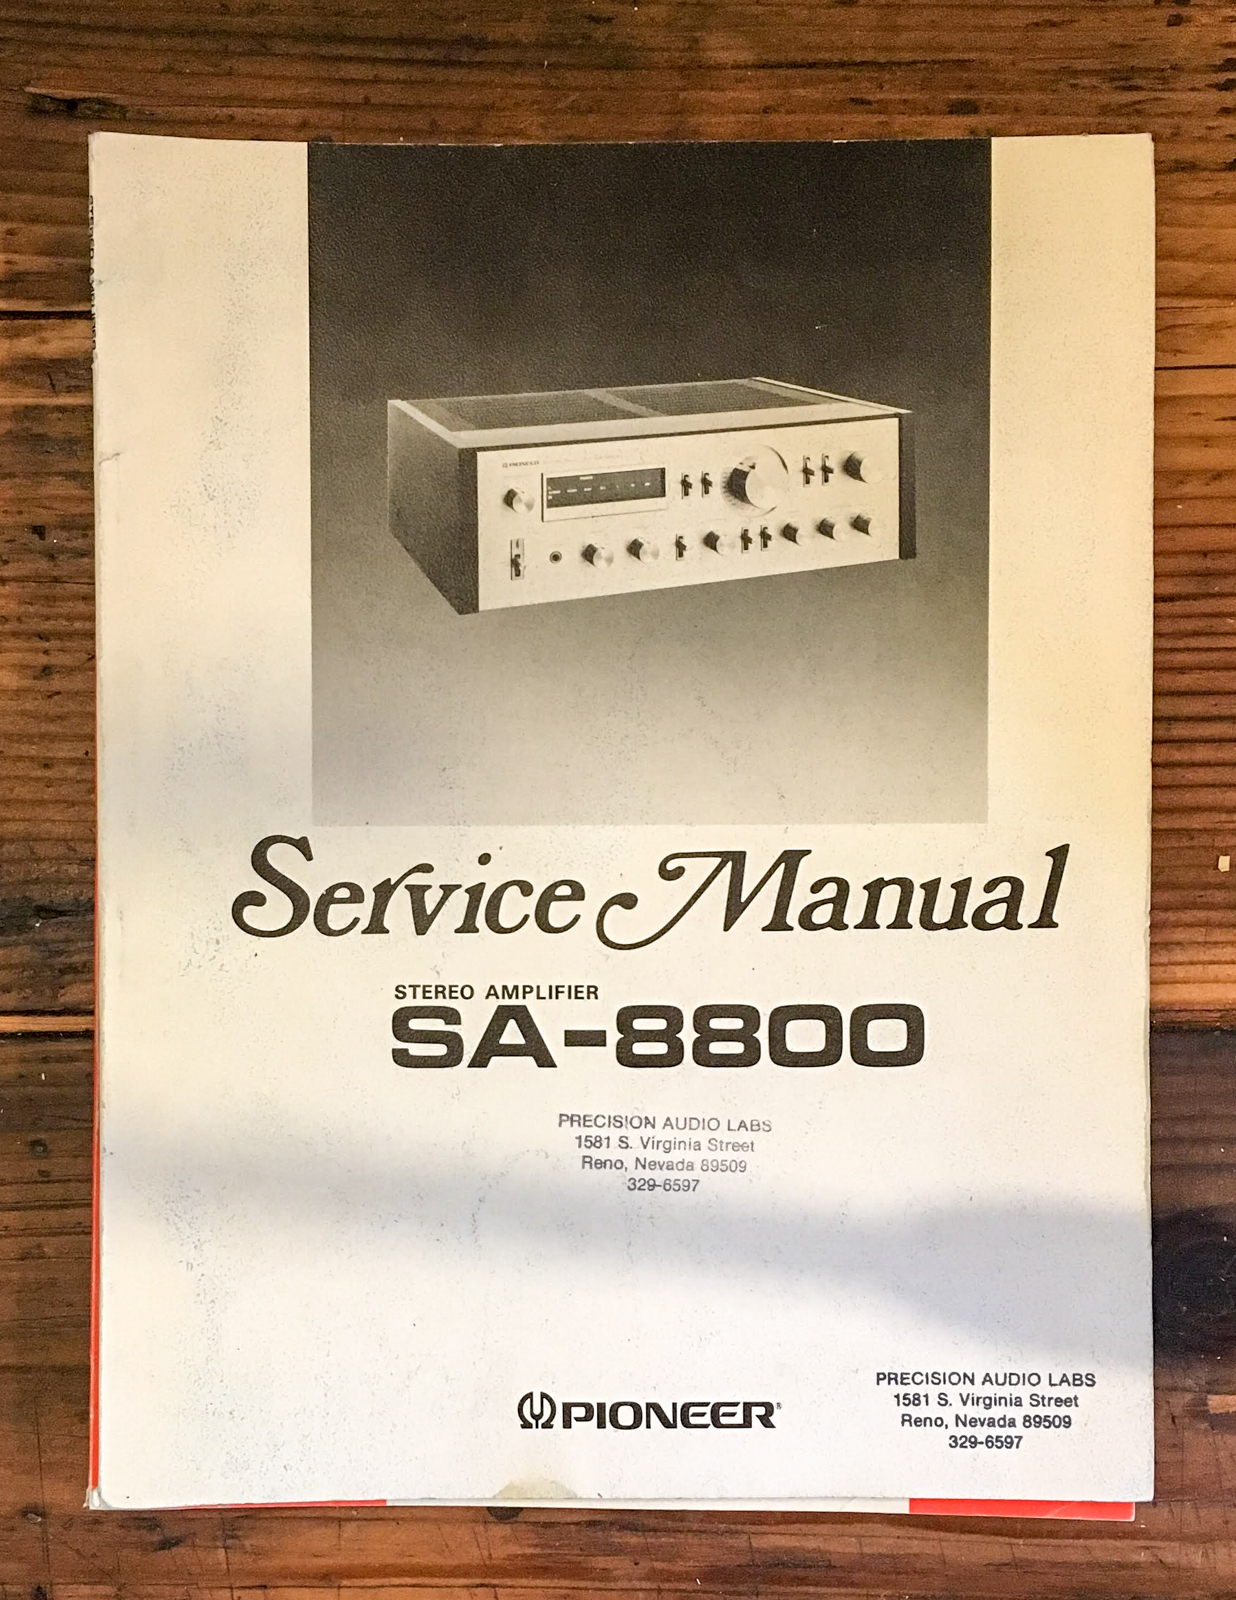 PIONEER
Service Manual
STEREO AMPLIFIER
SA-8800
PRECISION AUDIO LABS
1581 S. Virginia Street
Reno, Nevada 89509
329-6597
PIONEER®
PRECISION AUDIO LABS
1581 S. Virginia Street
Reno, Nevada 89509
329-6597